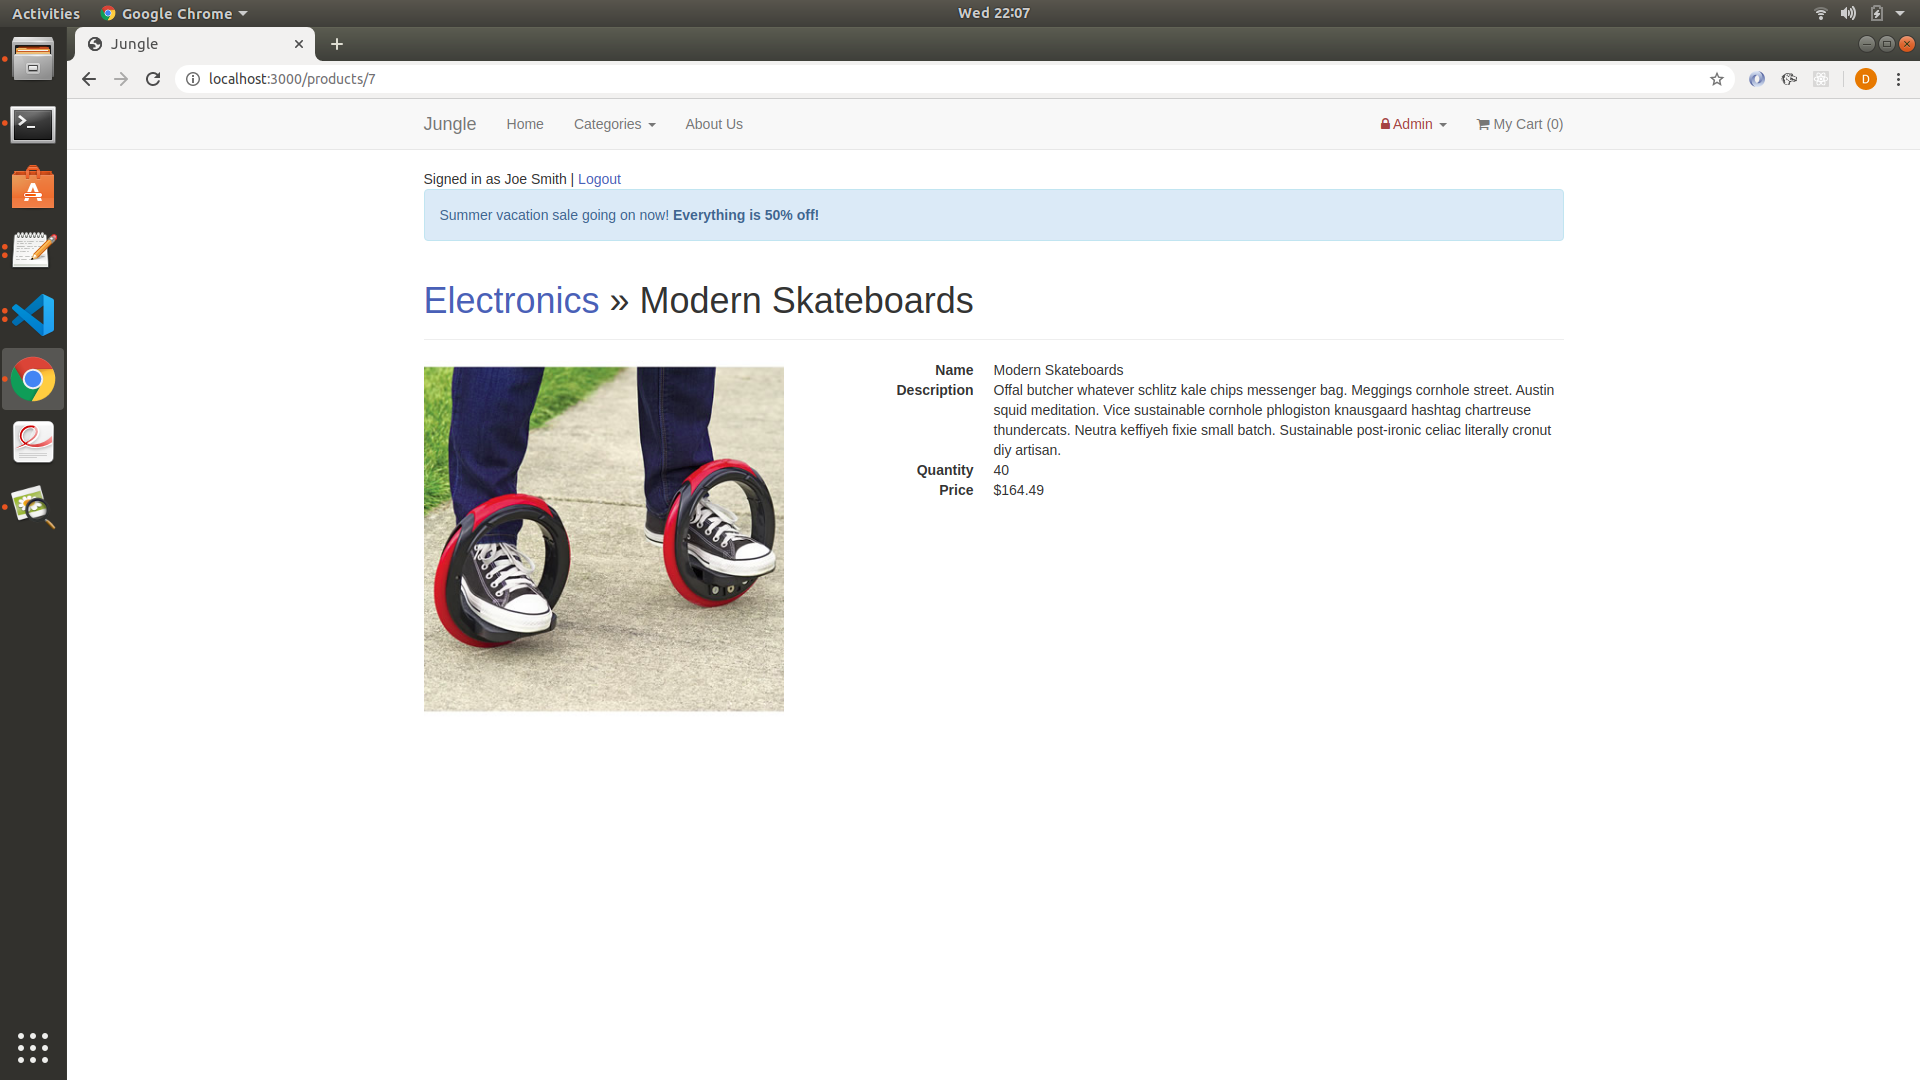 Activities
Google Chrome
Wed 22:07
Jungle
localhost:3000/products/7
D
Jungle
Home
Categories
About Us
Admin
My Cart (0)
Signed in as Joe Smith | Logout
Summer vacation sale going on now! Everything is 50% off!
Electronics » Modern Skateboards
Name Modern Skateboards
Description Offal butcher whatever schlitz kale chips messenger bag. Meggings cornhole street. Austin
squid meditation. Vice sustainable cornhole phlogiston knausgaard hashtag chartreuse
thundercats. Neutra keffiyeh fixie small batch. Sustainable post-ironic celiac literally cronut
diy artisan.
Quantity 40
Price $164.49